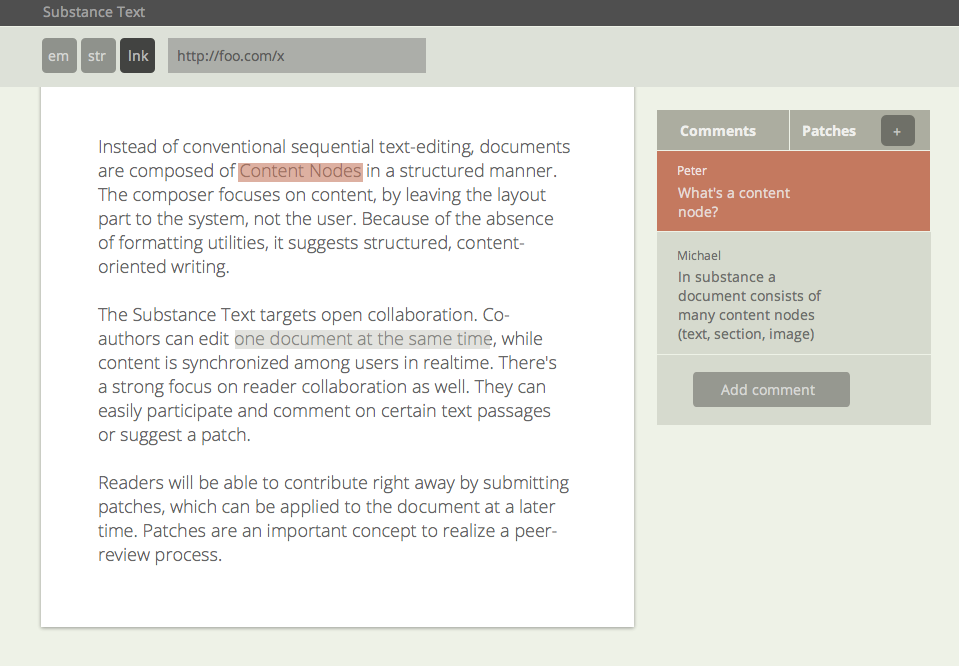 Substance Text
em str lnk http://foo.com/x
Instead of conventional sequential text-editing, documents
are composed of Content Nodes in a structured manner.
The composer focuses on content, by leaving the layout
part to the system, not the user. Because of the absence
of formatting utilities, it suggests structured, content-
oriented writing.
The Substance Text targets open collaboration. Co-
authors can edit one document at the same time, while
content is synchronized among users in realtime. There's
a strong focus on reader collaboration as well. They can
easily participate and comment on certain text passages
or suggest a patch.
Readers will be able to contribute right away by submitting
patches, which can be applied to the document at a later
time. Patches are an important concept to realize a peer-
review process.
Comments Patches +
Peter
What's a content
node?
Michael
In substance a
document consists of
many content nodes
(text, section, image)
Add comment